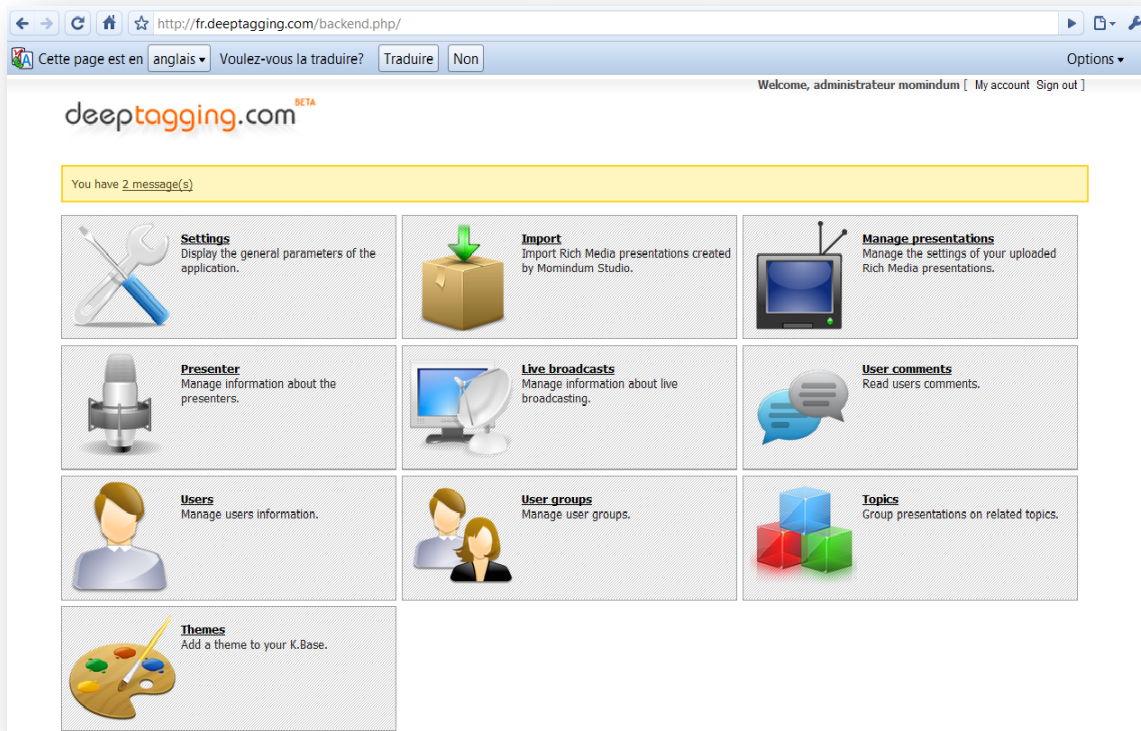 http://fr.deeptagging.com/backend.php/
Cette page est en anglais Voulez-vous la traduire? Traduire Non Options
Welcome, administrateur momindum [ My account Sign out ]
deeptagging.com BETA
You have 2 message(s)
Settings
Display the general parameters of the
application.
Import
Import Rich Media presentations created
by Momindum Studio.
Manage presentations
Manage the settings of your uploaded
Rich Media presentations.
Presenter
Manage information about the
presenters.
Live broadcasts
Manage information about live
broadcasting.
User comments
Read users comments.
Users
Manage users information.
User groups
Manage user groups.
Topics
Group presentations on related topics.
Themes
Add a theme to your K.Base.